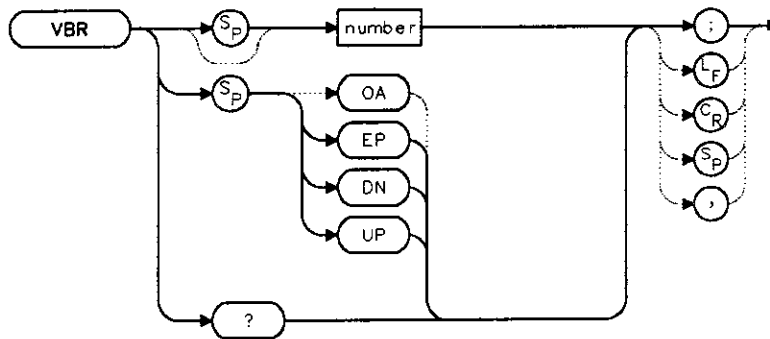 VBR SP number ;
SP OA LF
EP CR
DN SP
UP ,
?